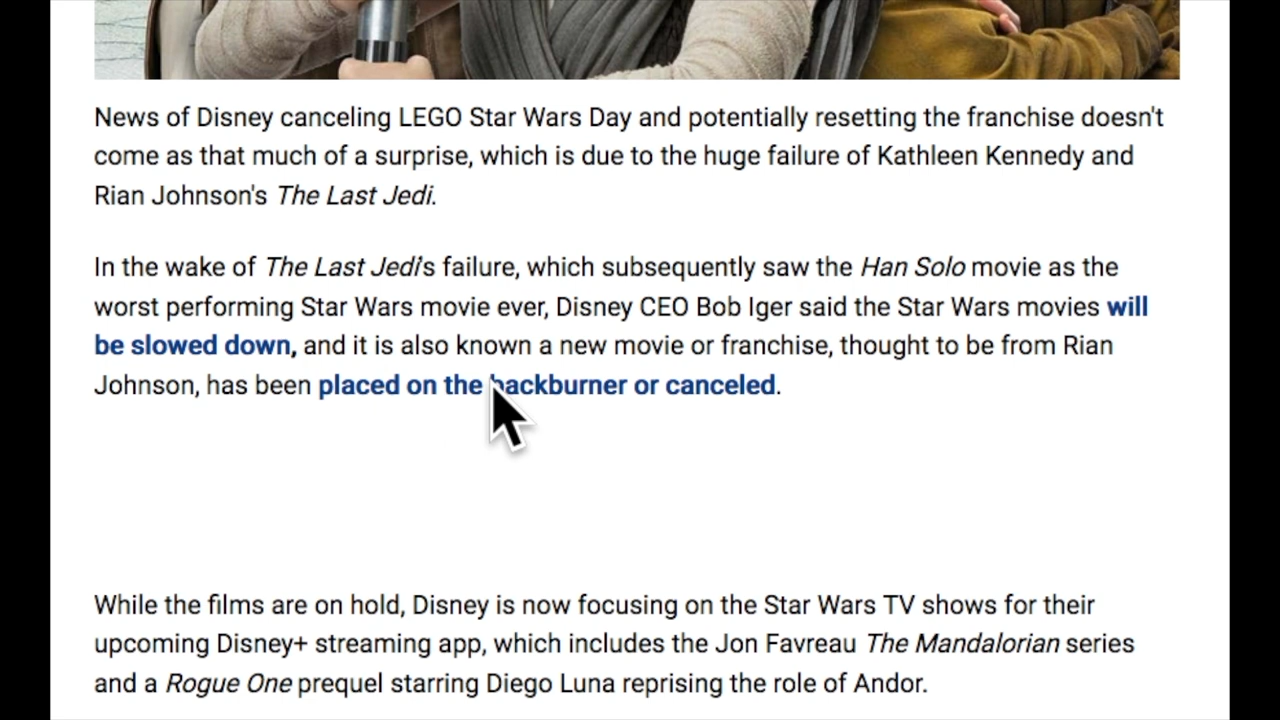 News of Disney canceling LEGO Star Wars Day and potentially resetting the franchise doesn't
come as that much of a surprise, which is due to the huge failure of Kathleen Kennedy and
Rian Johnson's The Last Jedi.
In the wake of The Last Jedi's failure, which subsequently saw the Han Solo movie as the
worst performing Star Wars movie ever, Disney CEO Bob Iger said the Star Wars movies will
be slowed down, and it is also known a new movie or franchise, thought to be from Rian
Johnson, has been placed on the backburner or canceled.
While the films are on hold, Disney is now focusing on the Star Wars TV shows for their
upcoming Disney+ streaming app, which includes the Jon Favreau The Mandalorian series
and a Rogue One prequel starring Diego Luna reprising the role of Andor.